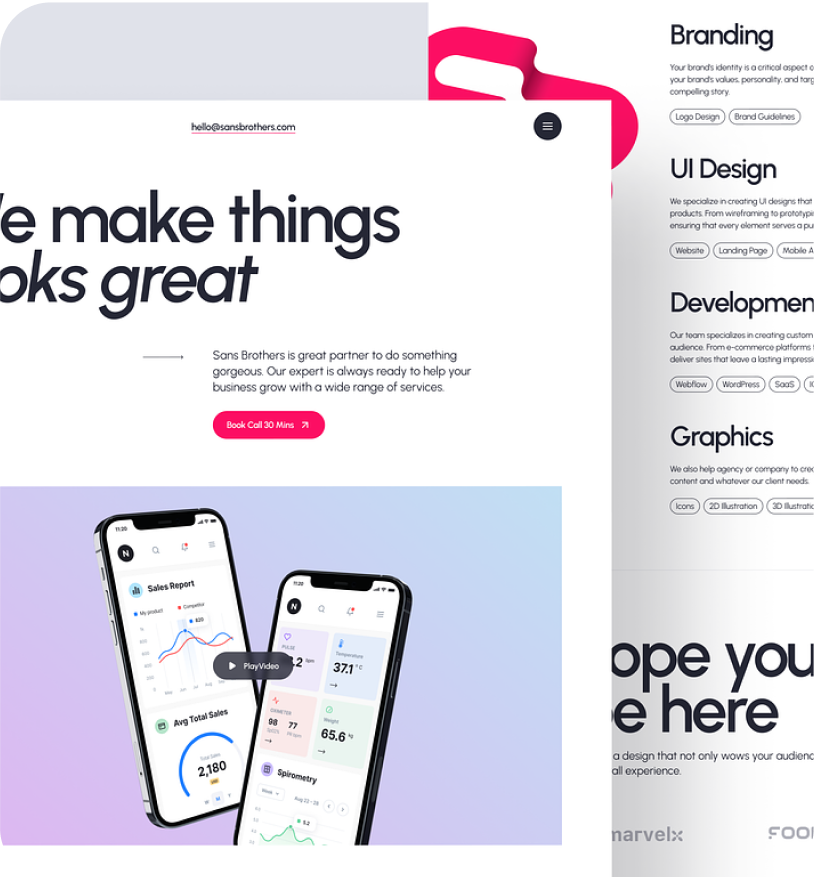 hello@sansbrothers.com
e make things
oks great
Sans Brothers is great partner to do something
gorgeous. Our expert is always ready to help your
business grow with a wide range of services.
Book Call 30 Mins
11:20
N
Sales Report
My product
Competitor
620
May
Jun
Jul
Aug
Avg Total Sales
Total Sales
2,180
W
M
Y
Play Video
11:20
N
PULSE
.2 bpm
Temperature
37.1 °C
OXIMETER
98
77
Weight
65.6 kg
Spirometry
Week
Aug 22 - 28
5.2
Branding
Your brand's identity is a critical aspect
your brand's values, personality, and
compelling story.
Logo Design
Brand Guidelines
UI Design
We specialize in creating UI designs that
products. From wireframing to
ensuring that every element serves a
Website
Landing Page
Mobile A
Developmen
Our team specializes in creating custom
audience. From e-commerce platforms
deliver sites that leave a lasting
Webflow
WordPress
SaaS
Graphics
We also help agency or company to
content and whatever our client needs.
Icons
2D Illustration
3D
ope you
e here
a design that not only wows your
all experience.
marvelx
FOO